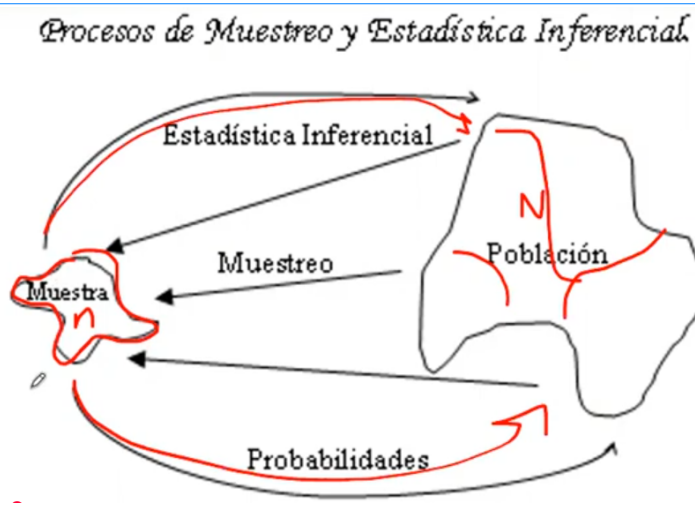 Procesos de Muestreo y Estadística Inferencial.
Estadística Inferencial
N
Población
Muestreo
Muestra
n
Probabilidades